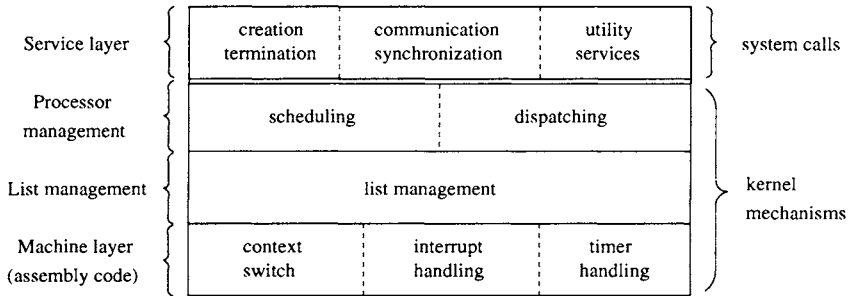 Service layer
creation
termination
communication
synchronization
utility
services
system calls
Processor
management
scheduling
dispatching
List management
list management
kernel
mechanisms
Machine layer
(assembly code)
context
switch
interrupt
handling
timer
handling